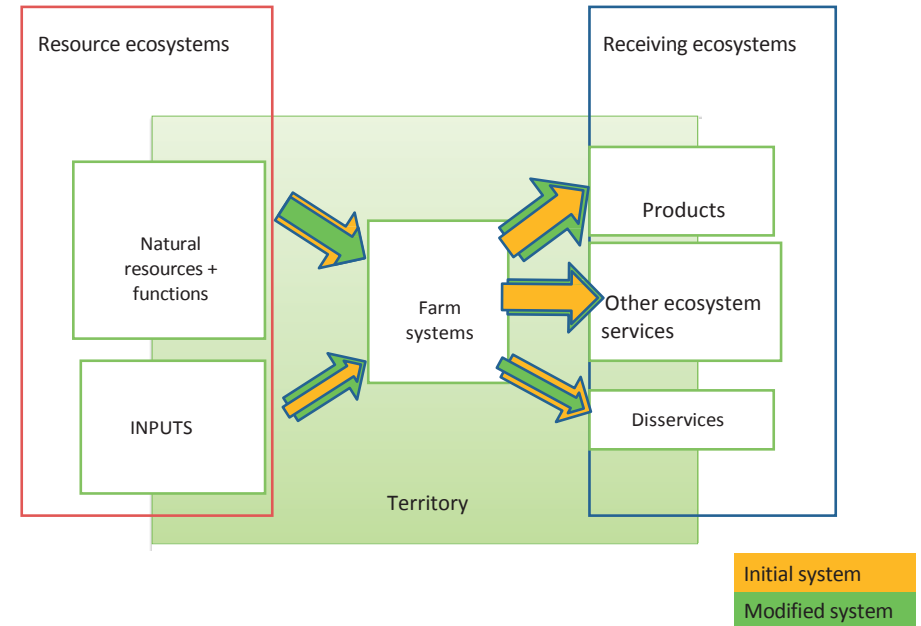 Resource ecosystems
Receiving ecosystems
Natural
resources +
functions
INPUTS
Farm
systems
Products
Other ecosystem
services
Disservices
Territory
Initial system
Modified system